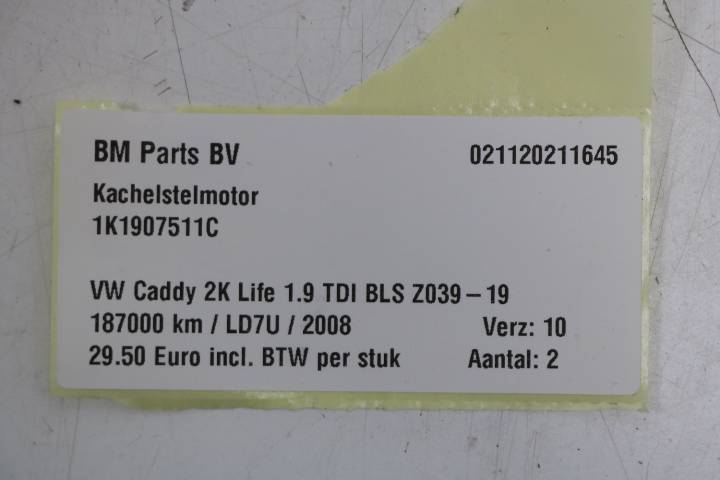 BM Parts BV 021120211645
Kachelstelmotor
1K1907511C
VW Caddy 2K Life 1.9 TDI BLS Z039 – 19
187000 km / LD7U / 2008 Verz: 10
29.50 Euro incl. BTW per stuk Aantal: 2